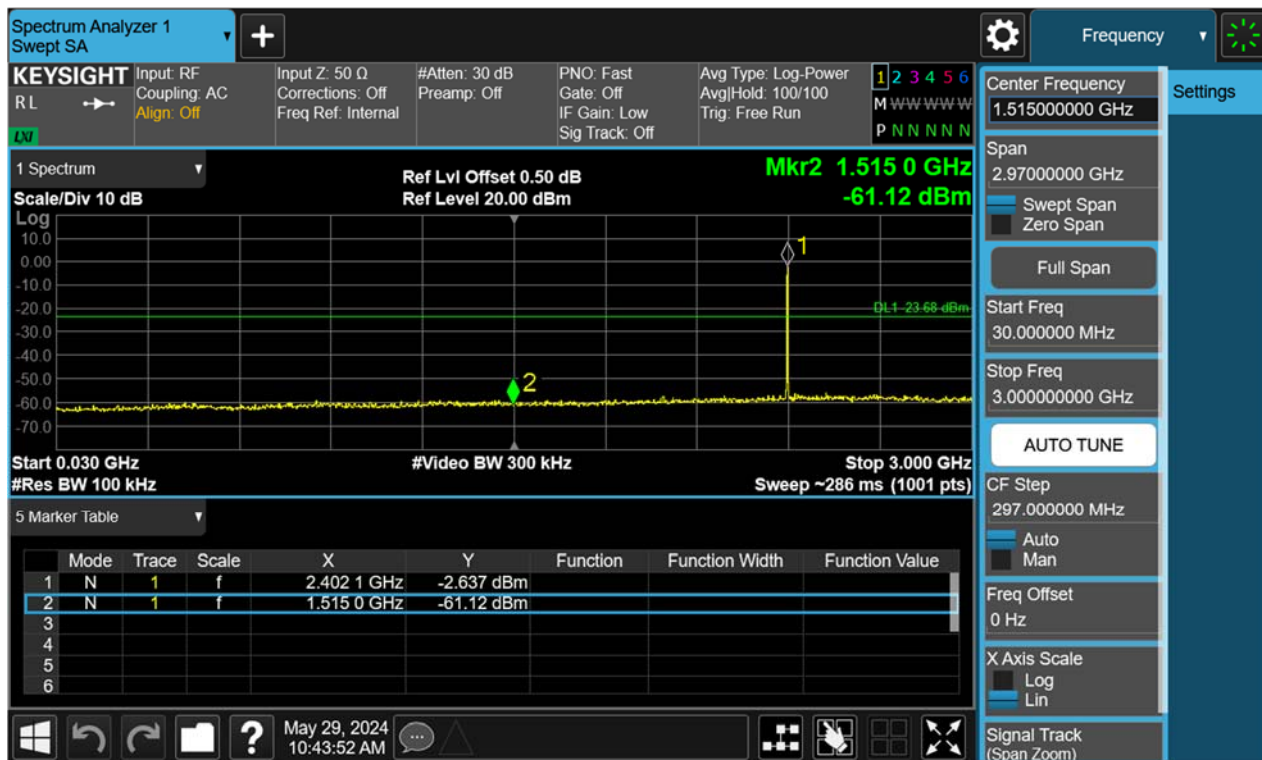 Spectrum Analyzer 1
Swept SA
Frequency
KEYSIGHT
R L
LXI
Input: RF
Coupling: AC
Align: Off
Input Z: 50 Ω
Corrections: Off
Freq Ref: Internal
#Atten: 30 dB
Preamp: Off
PNO: Fast
Gate: Off
IF Gain: Low
Sig Track: Off
Avg Type: Log-Power
Avg|Hold: 100/100
Trig: Free Run
1 2 3 4 5 6
M W W W W W
P N N N N N
1 Spectrum
Scale/Div 10 dB
Ref Lvl Offset 0.50 dB
Ref Level 20.00 dBm
Mkr2 1.515 0 GHz
-61.12 dBm
Log
10.0
0.00
-10.0
-20.0
-30.0
-40.0
-50.0
-60.0
-70.0
1
DL1 -23.68 dBm
2
Start 0.030 GHz
#Video BW 300 kHz
Stop 3.000 GHz
#Res BW 100 kHz
Sweep ~286 ms (1001 pts)
5 Marker Table
Mode Trace Scale X Y Function Function Width Function Value
1 N 1 f 2.402 1 GHz -2.637 dBm
2 N 1 f 1.515 0 GHz -61.12 dBm
3
4
5
6
May 29, 2024
10:43:52 AM
Center Frequency
1.515000000 GHz
Settings
Span
2.97000000 GHz
Swept Span
Zero Span
Full Span
Start Freq
30.000000 MHz
Stop Freq
3.000000000 GHz
AUTO TUNE
CF Step
297.000000 MHz
Auto
Man
Freq Offset
0 Hz
X Axis Scale
Log
Lin
Signal Track
(Span Zoom)